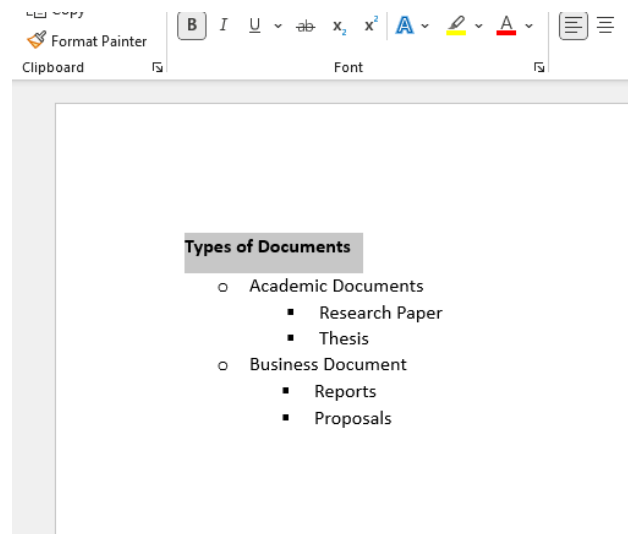 Copy
Format Painter
Clipboard
B I U ab x₂ x² A A
Font
Types of Documents
o Academic Documents
▪ Research Paper
▪ Thesis
o Business Document
▪ Reports
▪ Proposals